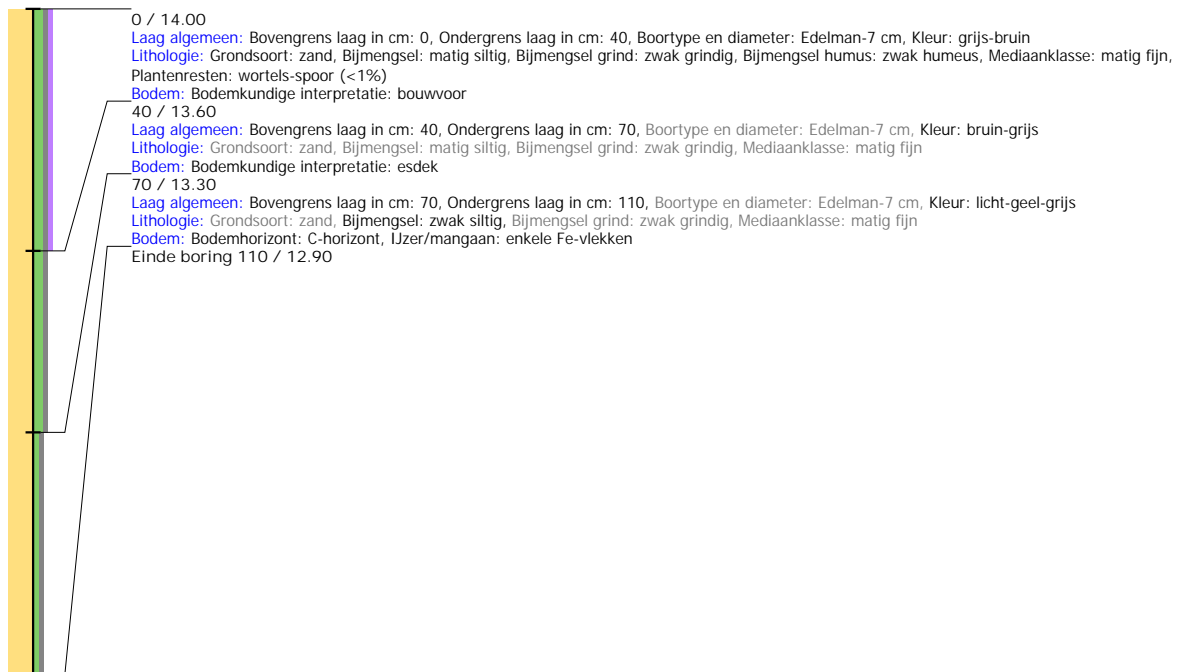 0 / 14.00
Laag algemeen: Bovengrens laag in cm: 0, Ondergrens laag in cm: 40, Boortype en diameter: Edelman-7 cm, Kleur: grijs-bruin
Lithologie: Grondsoort: zand, Bijmengsel: matig siltig, Bijmengsel grind: zwak grindig, Bijmengsel humus: zwak humeus, Mediaanklasse: matig fijn,
Plantenresten: wortels-spoor (<1%)
Bodem: Bodemkundige interpretatie: bouwvoor
40 / 13.60
Laag algemeen: Bovengrens laag in cm: 40, Ondergrens laag in cm: 70, Boortype en diameter: Edelman-7 cm, Kleur: bruin-grijs
Lithologie: Grondsoort: zand, Bijmengsel: matig siltig, Bijmengsel grind: zwak grindig, Mediaanklasse: matig fijn
Bodem: Bodemkundige interpretatie: esdek
70 / 13.30
Laag algemeen: Bovengrens laag in cm: 70, Ondergrens laag in cm: 110, Boortype en diameter: Edelman-7 cm, Kleur: licht-geel-grijs
Lithologie: Grondsoort: zand, Bijmengsel: zwak siltig, Bijmengsel grind: zwak grindig, Mediaanklasse: matig fijn
Bodem: Bodemhorizont: C-horizont, IJzer/mangaan: enkele Fe-vlekken
Einde boring 110 / 12.90